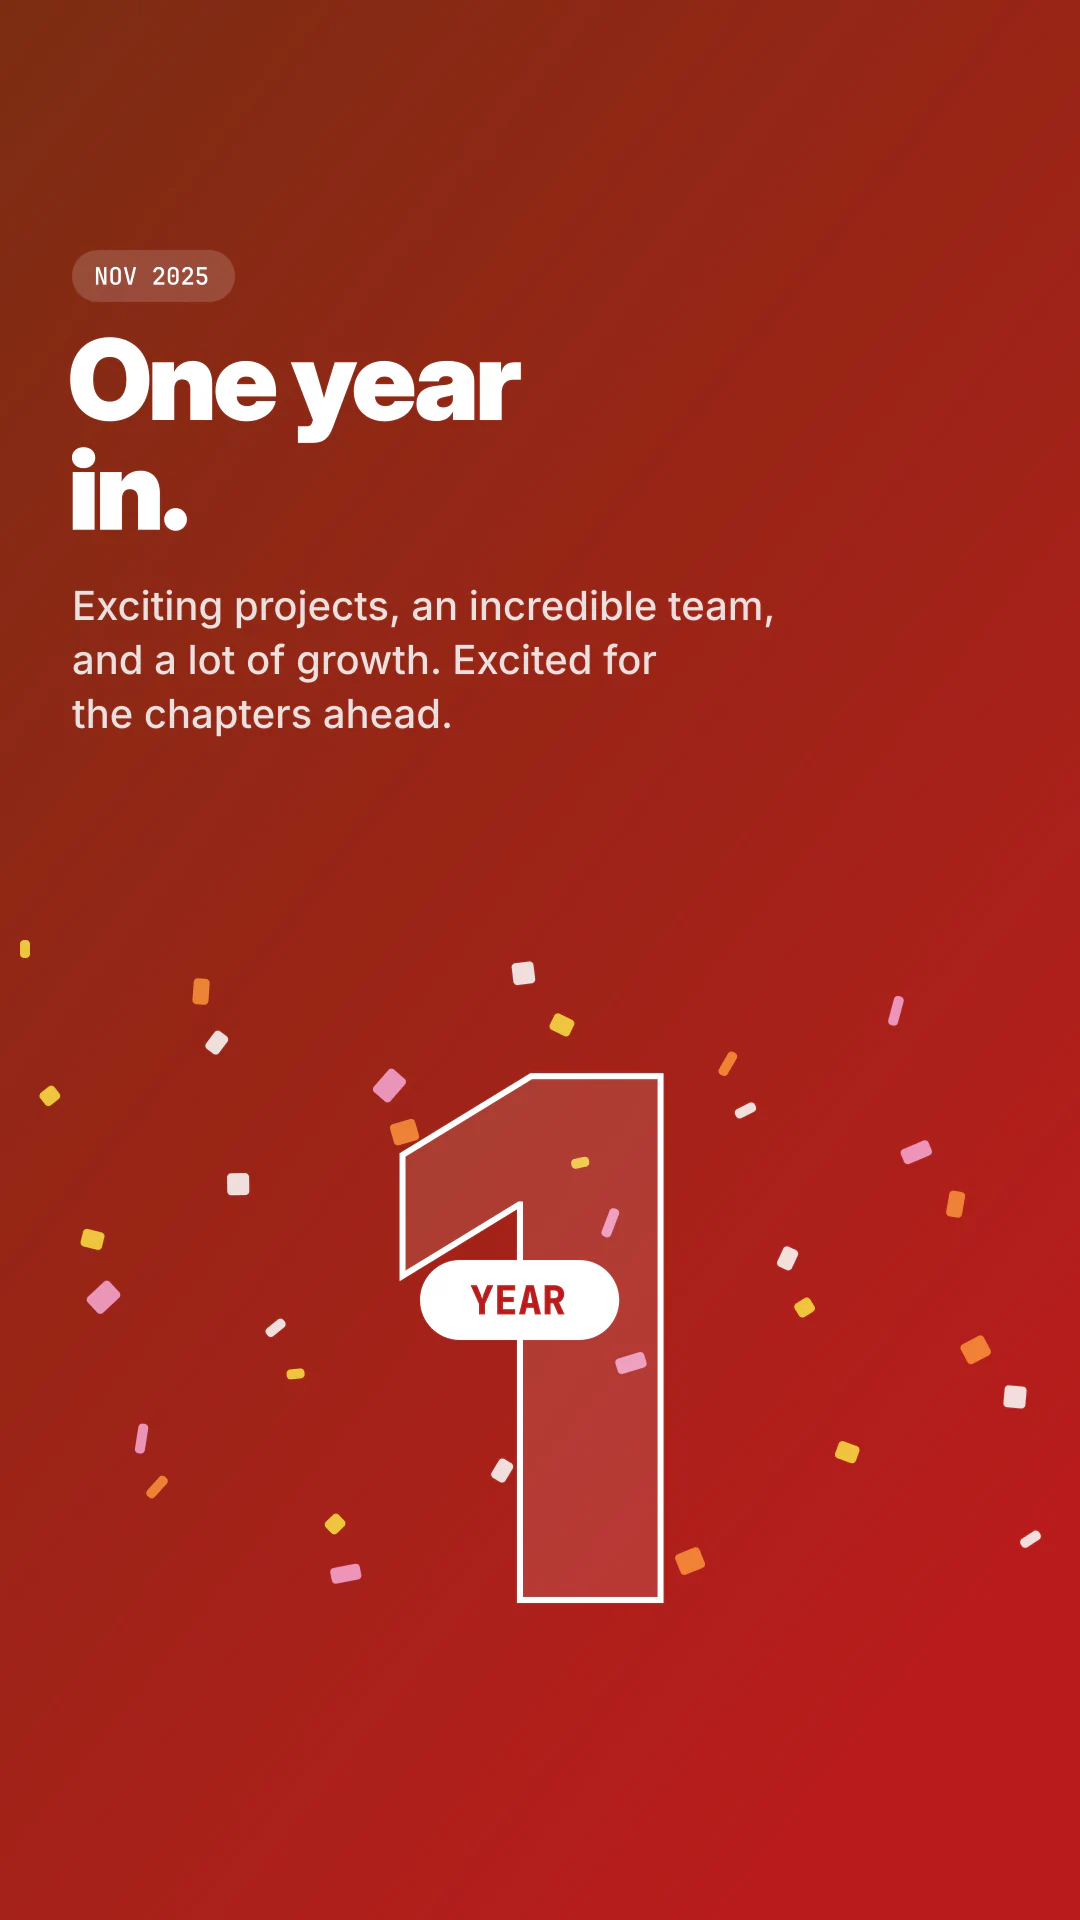 NOV 2025
One year
in.
Exciting projects, an incredible team,
and a lot of growth. Excited for
the chapters ahead.
1
YEAR